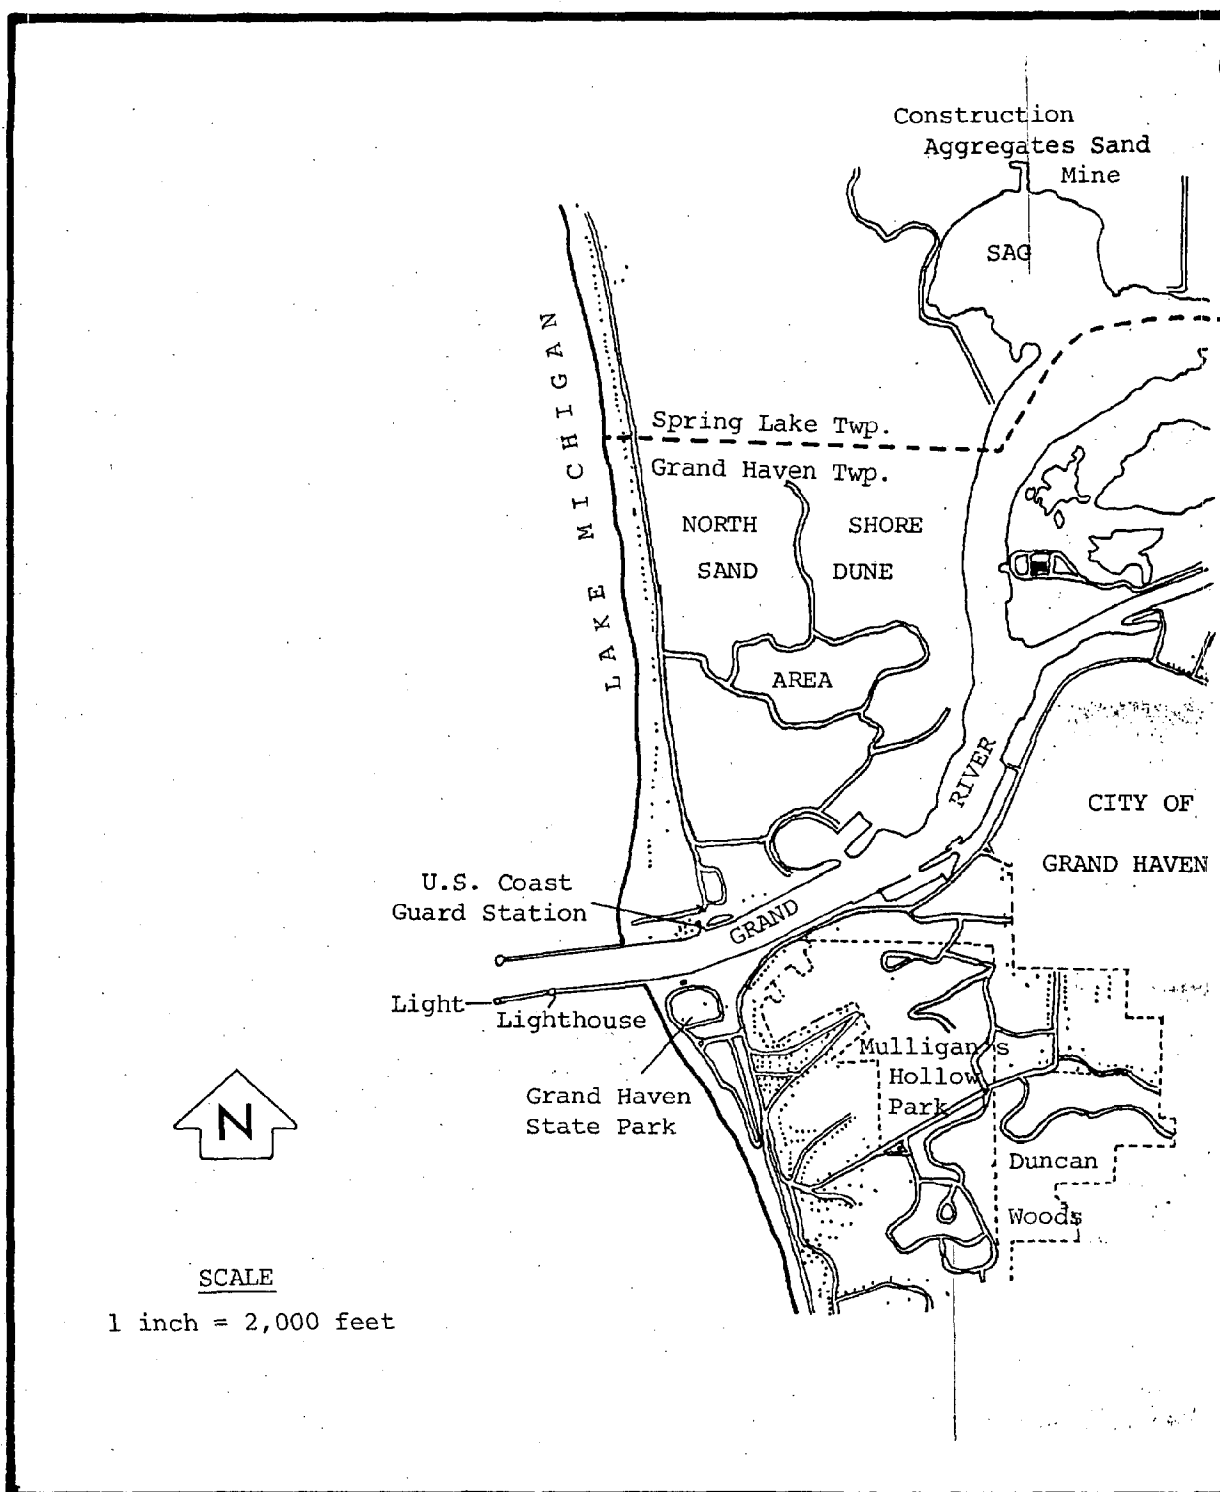 Construction
Aggregates Sand
Mine
SAG
LAKE MICHIGAN
Spring Lake Twp.
Grand Haven Twp.
NORTH SHORE
SAND DUNE
AREA
RIVER
CITY OF
GRAND HAVEN
U.S. Coast
Guard Station
GRAND
Light
Lighthouse
Mulligan's
Hollow
Park
Grand Haven
State Park
N
Duncan
Woods
SCALE
1 inch = 2,000 feet